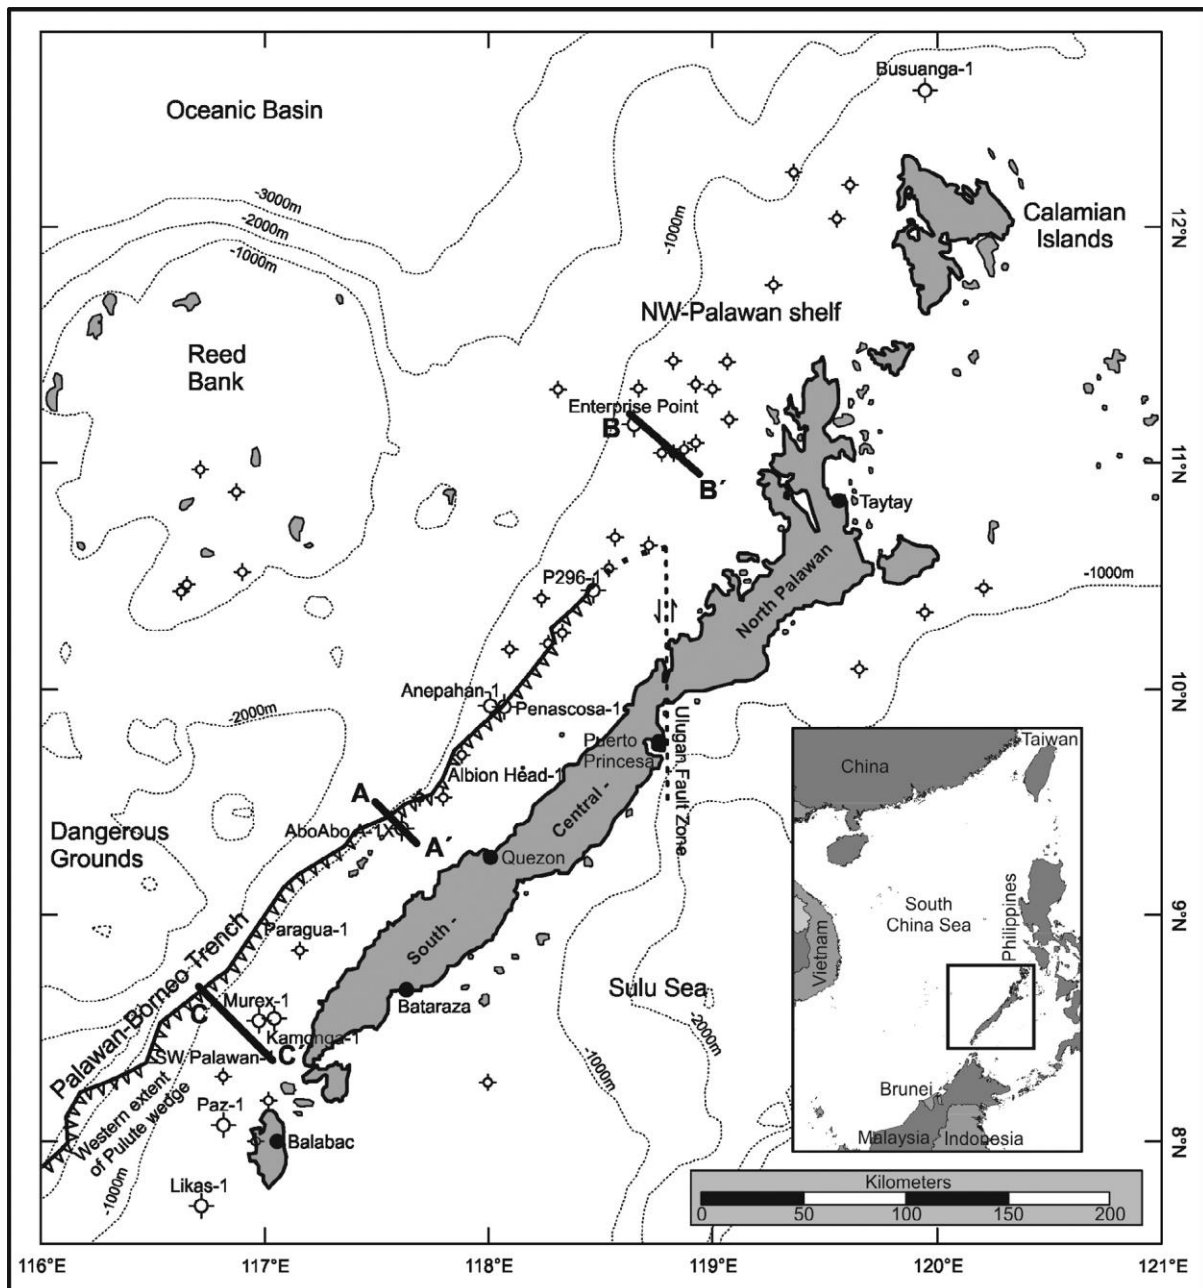 Busuanga-1
Oceanic Basin
-3000m
-2000m
-1000m
-1000m
Calamian
Islands
12°N
NW-Palawan shelf
Reed
Bank
Enterprise Point
B
B´
11°N
Taytay
P296-1
North Palawan
-1000m
Anepahan-1
Penascosa-1
10°N
-2000m
Puerto
Princesa
Ulugan Fault Zone
Albion Head-1
A
AboAbo A-1X
A´
Central -
Dangerous
Grounds
Quezon
9°N
Paragua-1
South -
Palawan-Borneo Trench
Sulu Sea
Bataraza
Murex-1
C
Kamonga-1
C´
-2000m
SW Palawan-1
-1000m
Western extent
of Pulute wedge
Paz-1
Balabac
8°N
-1000m
Likas-1
Taiwan
China
South
China Sea
Philippines
Vietnam
Brunei
Malaysia
Indonesia
Kilometers
0 50 100 150 200
116°E 117°E 118°E 119°E 120°E 121°E